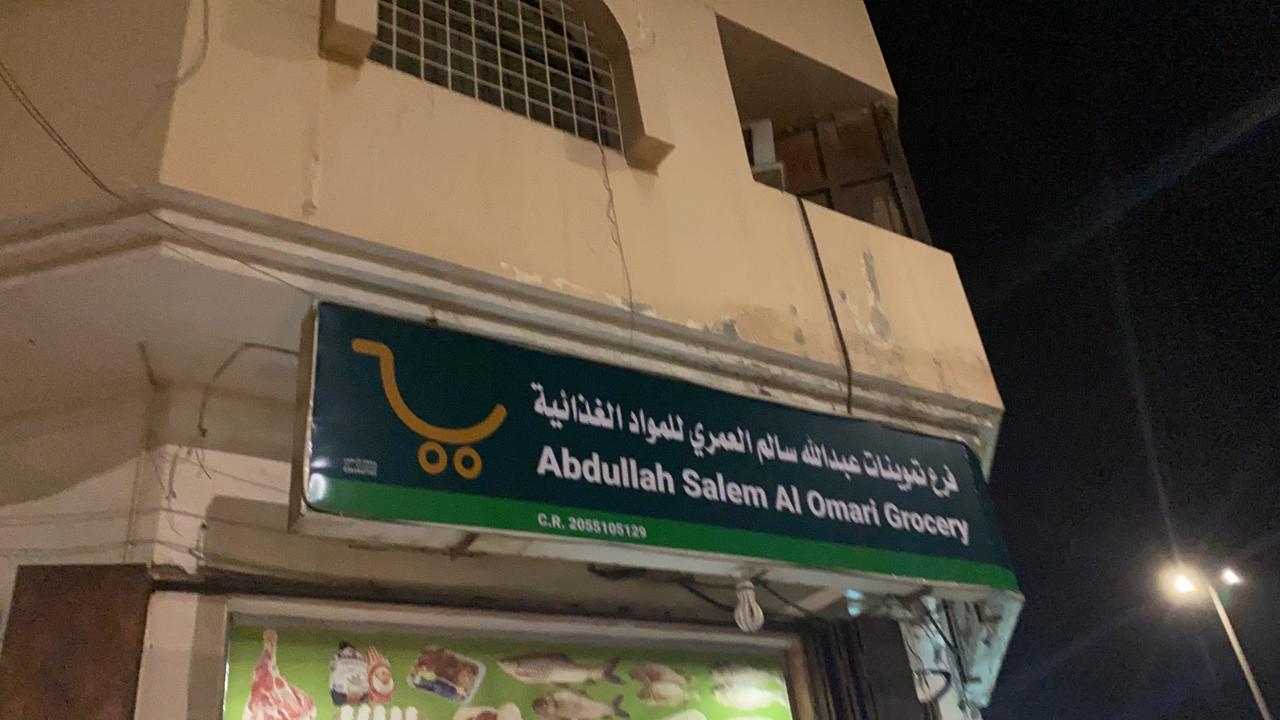 فرع تموينات عبدالله سالم العمري للمواد الغذائية
Abdullah Salem Al Omari Grocery
C.R. 2055105129